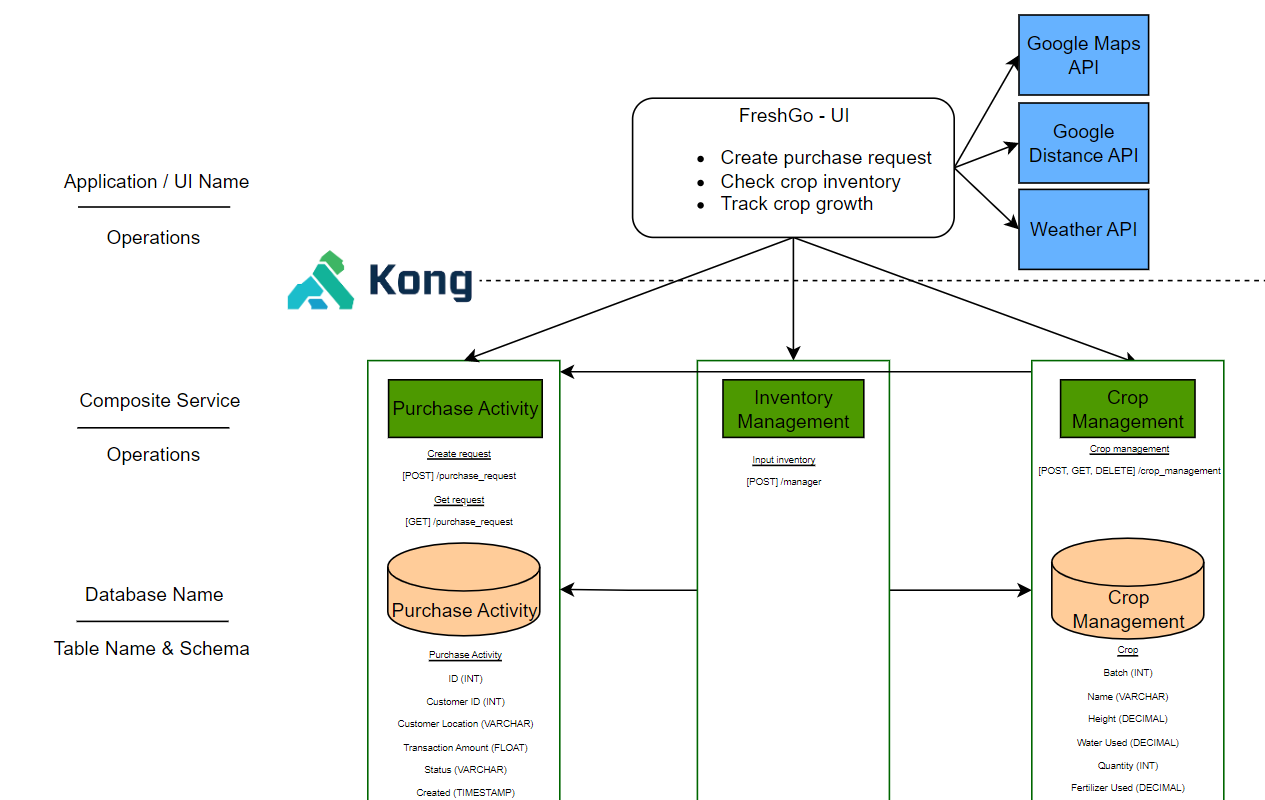 Google Maps
API
FreshGo - UI
Create purchase request
Check crop inventory
Track crop growth
Google
Distance API
Weather API
Application / UI Name
Operations
Kong
Composite Service
Operations
Purchase Activity
Create request
[POST] /purchase_request
Get request
[GET] /purchase_request
Inventory
Management
Input inventory
[POST] /manager
Crop
Management
Crop management
[POST, GET, DELETE] /crop_management
Database Name
Table Name & Schema
Purchase Activity
Purchase Activity
ID (INT)
Customer ID (INT)
Customer Location (VARCHAR)
Transaction Amount (FLOAT)
Status (VARCHAR)
Created (TIMESTAMP)
Crop
Management
Crop
Batch (INT)
Name (VARCHAR)
Height (DECIMAL)
Water Used (DECIMAL)
Quantity (INT)
Fertilizer Used (DECIMAL)